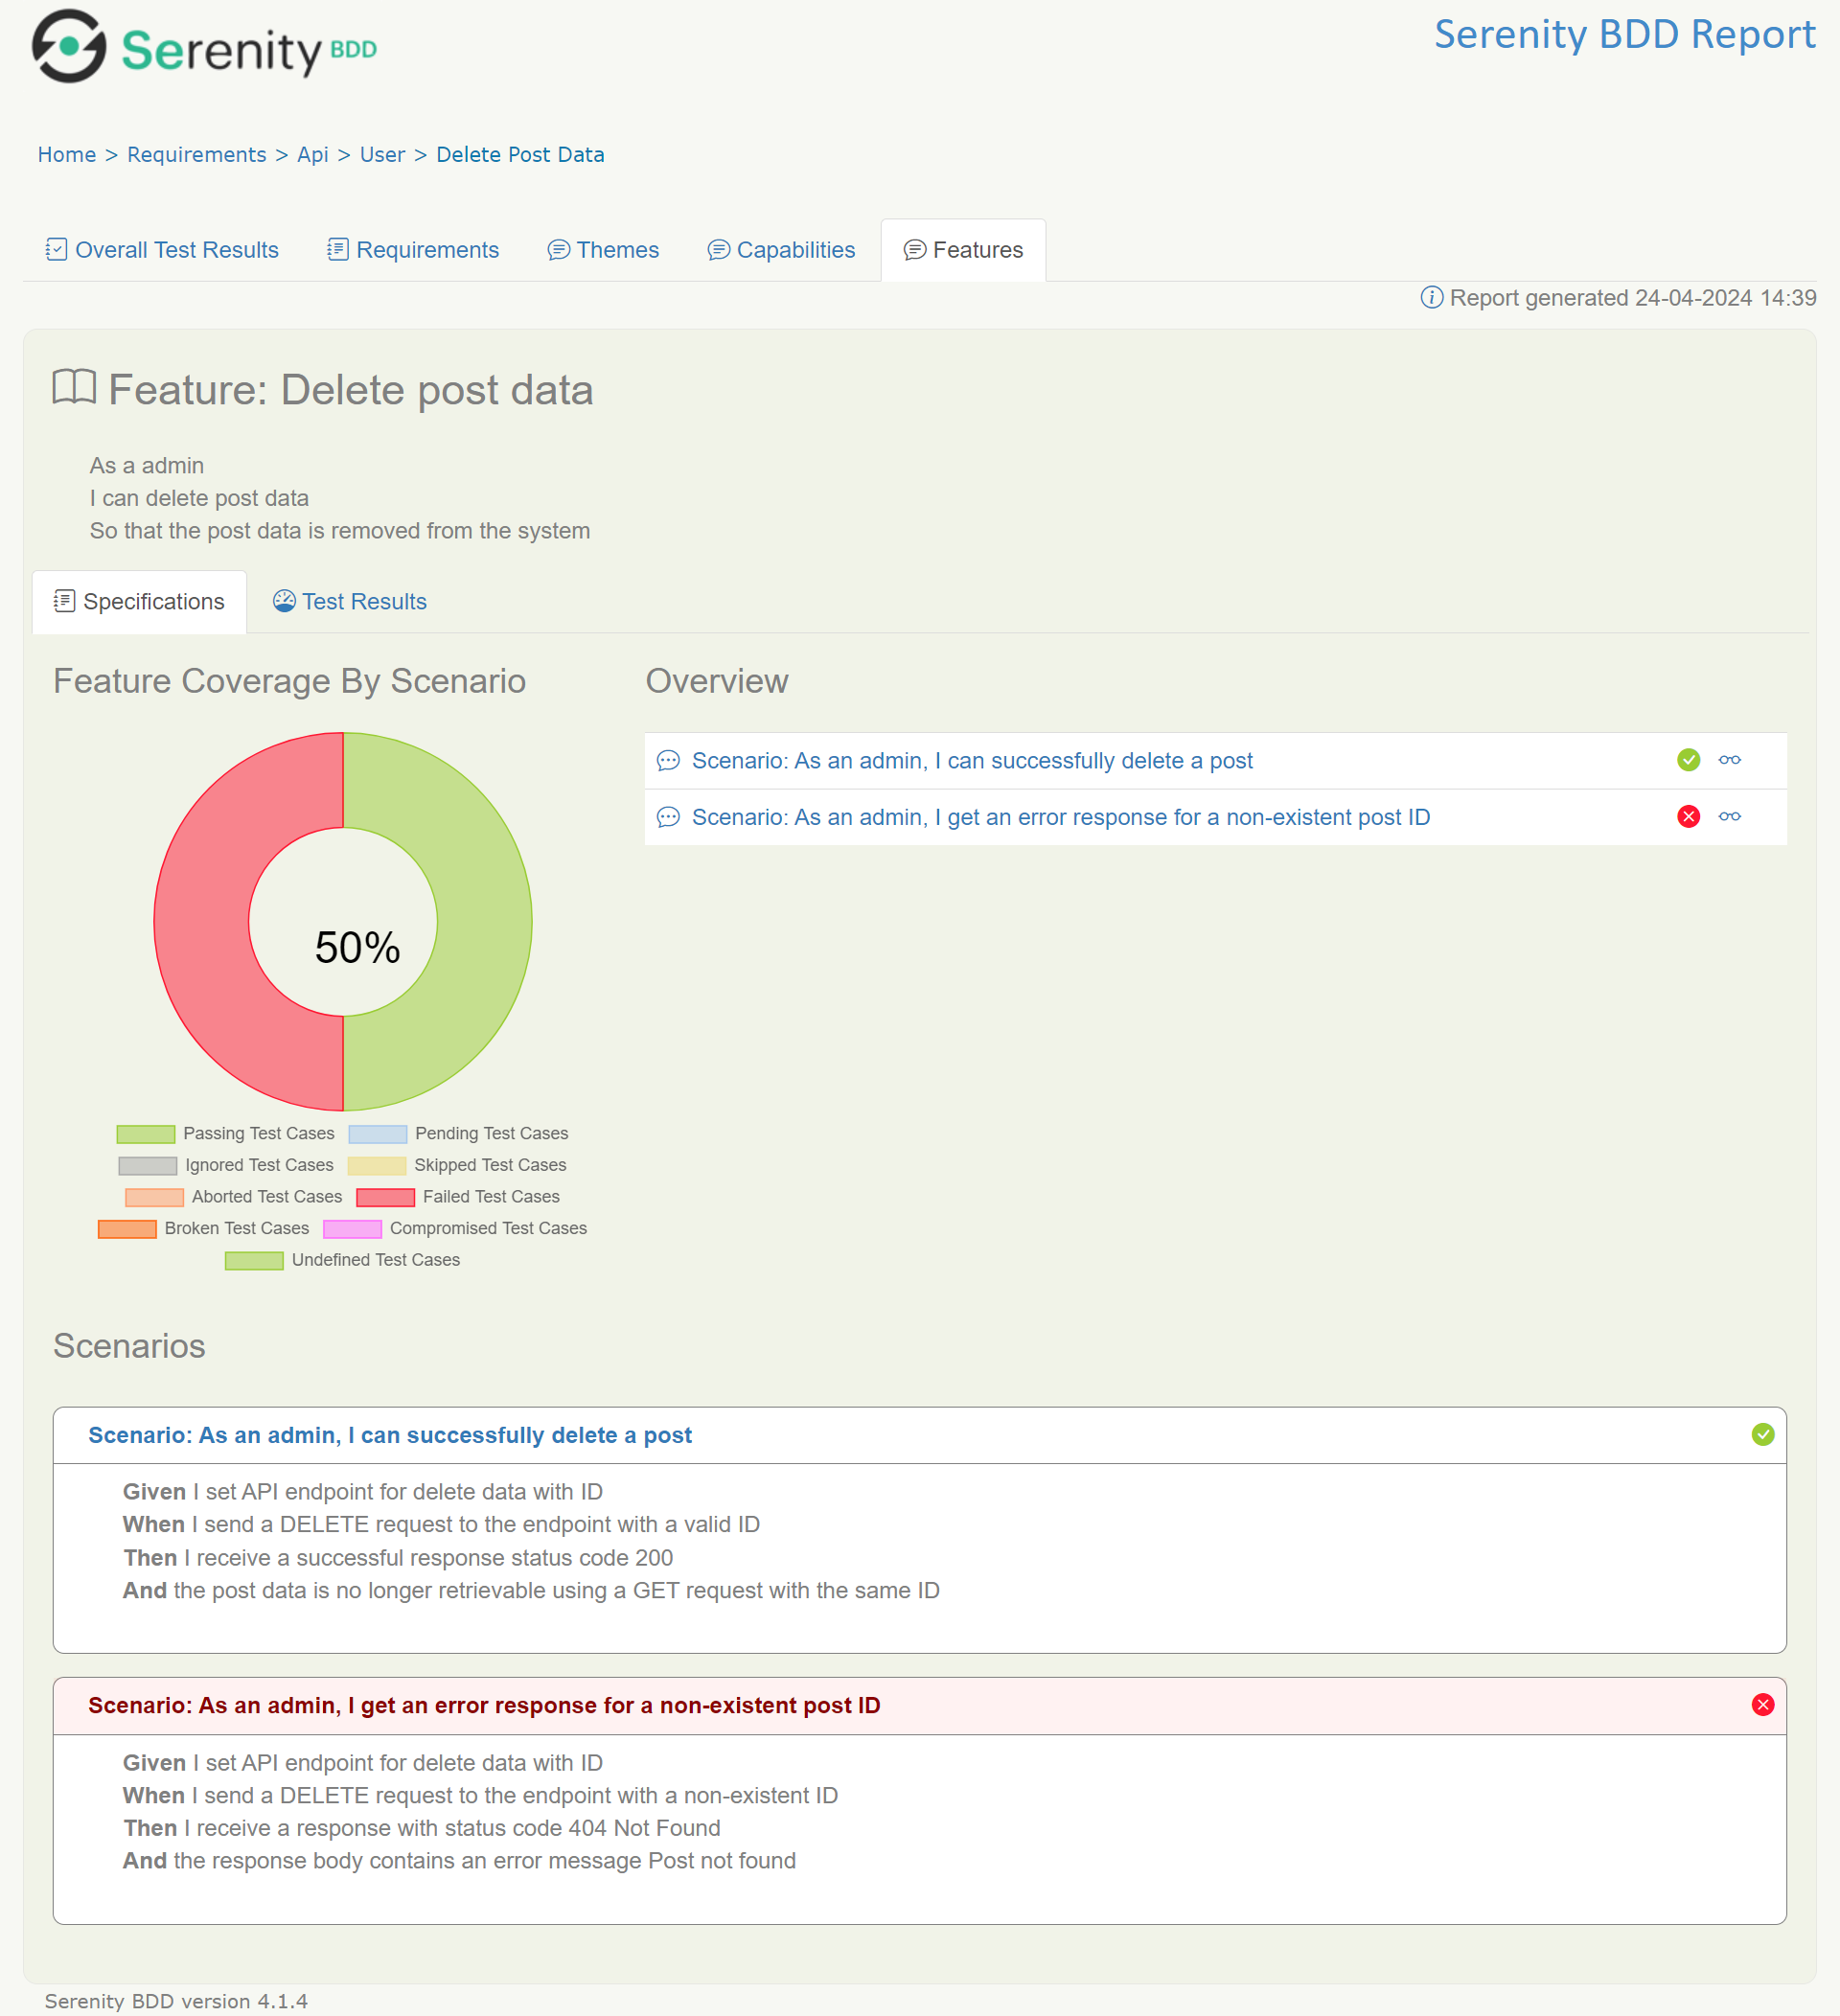 Serenity BDD
Serenity BDD Report
Home > Requirements > Api > User > Delete Post Data
Overall Test Results Requirements Themes Capabilities Features
Report generated 24-04-2024 14:39
Feature: Delete post data
As a admin
I can delete post data
So that the post data is removed from the system
Specifications Test Results
Feature Coverage By Scenario
Overview
Scenario: As an admin, I can successfully delete a post
Scenario: As an admin, I get an error response for a non-existent post ID
50%
Passing Test Cases Pending Test Cases
Ignored Test Cases Skipped Test Cases
Aborted Test Cases Failed Test Cases
Broken Test Cases Compromised Test Cases
Undefined Test Cases
Scenarios
Scenario: As an admin, I can successfully delete a post
Given I set API endpoint for delete data with ID
When I send a DELETE request to the endpoint with a valid ID
Then I receive a successful response status code 200
And the post data is no longer retrievable using a GET request with the same ID
Scenario: As an admin, I get an error response for a non-existent post ID
Given I set API endpoint for delete data with ID
When I send a DELETE request to the endpoint with a non-existent ID
Then I receive a response with status code 404 Not Found
And the response body contains an error message Post not found
Serenity BDD version 4.1.4